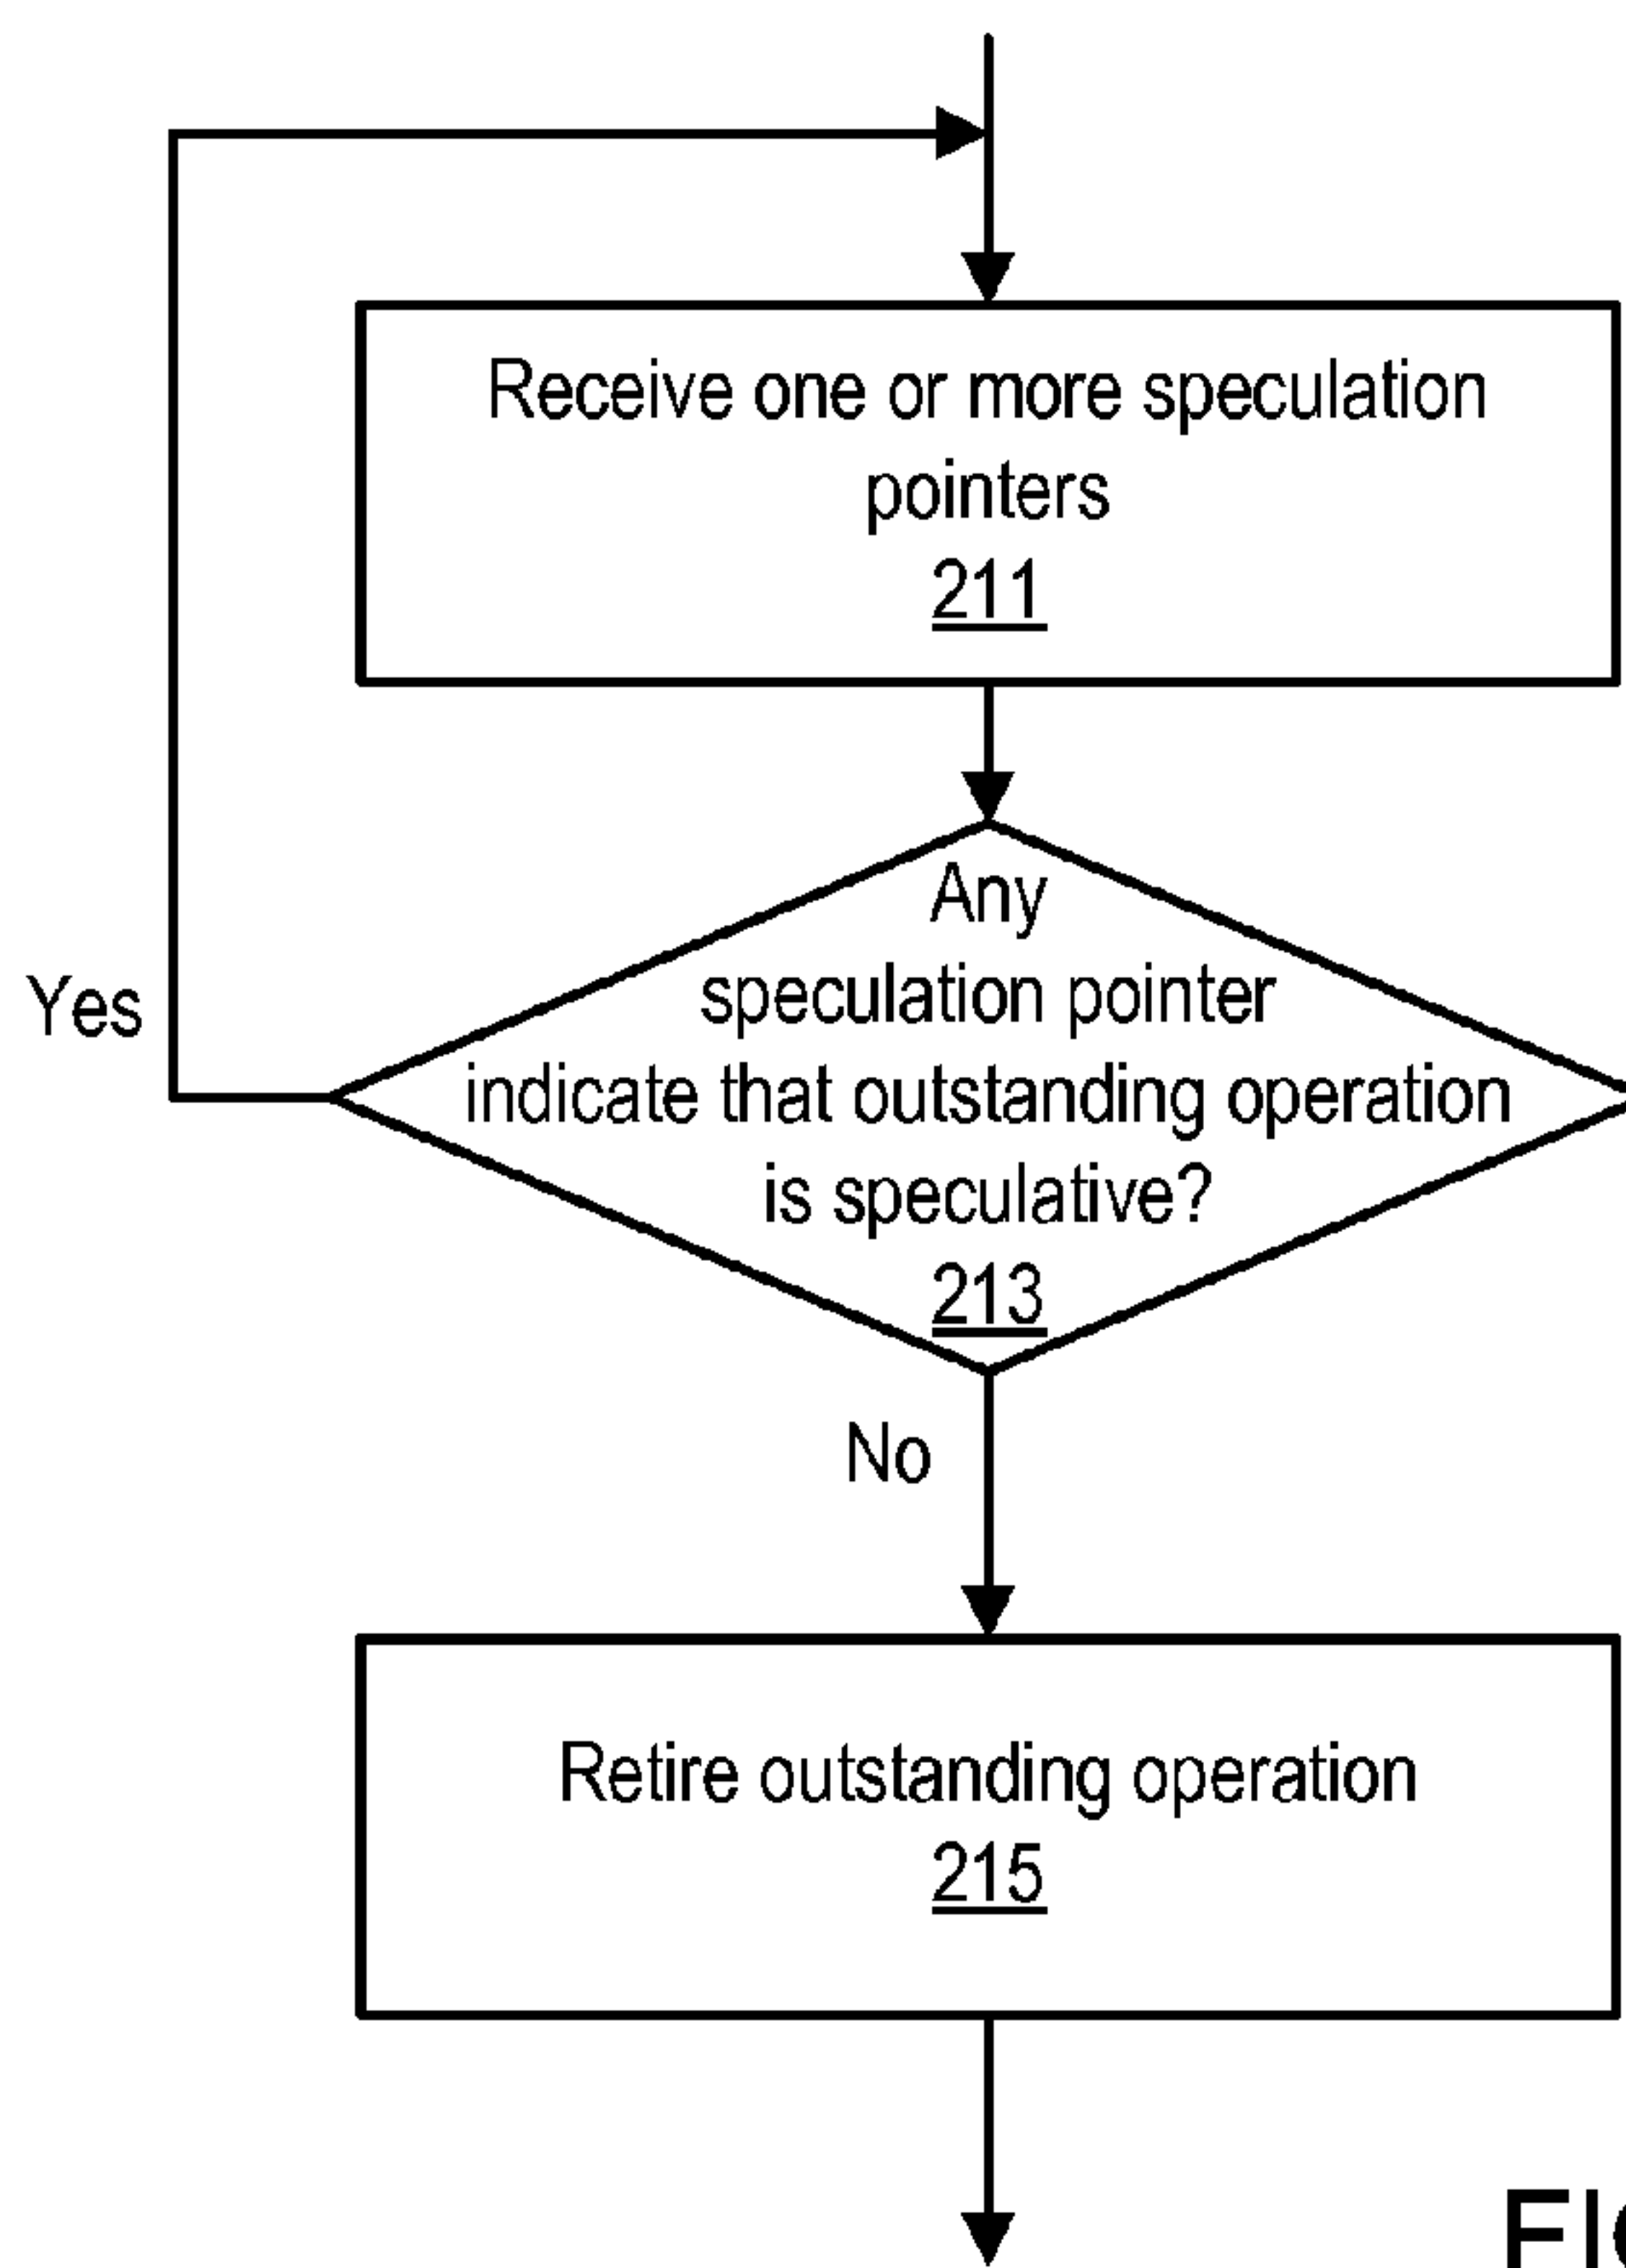 Receive one or more speculation
pointers
211
Any
speculation pointer
indicate that outstanding operation
is speculative?
213
Yes
No
Retire outstanding operation
215